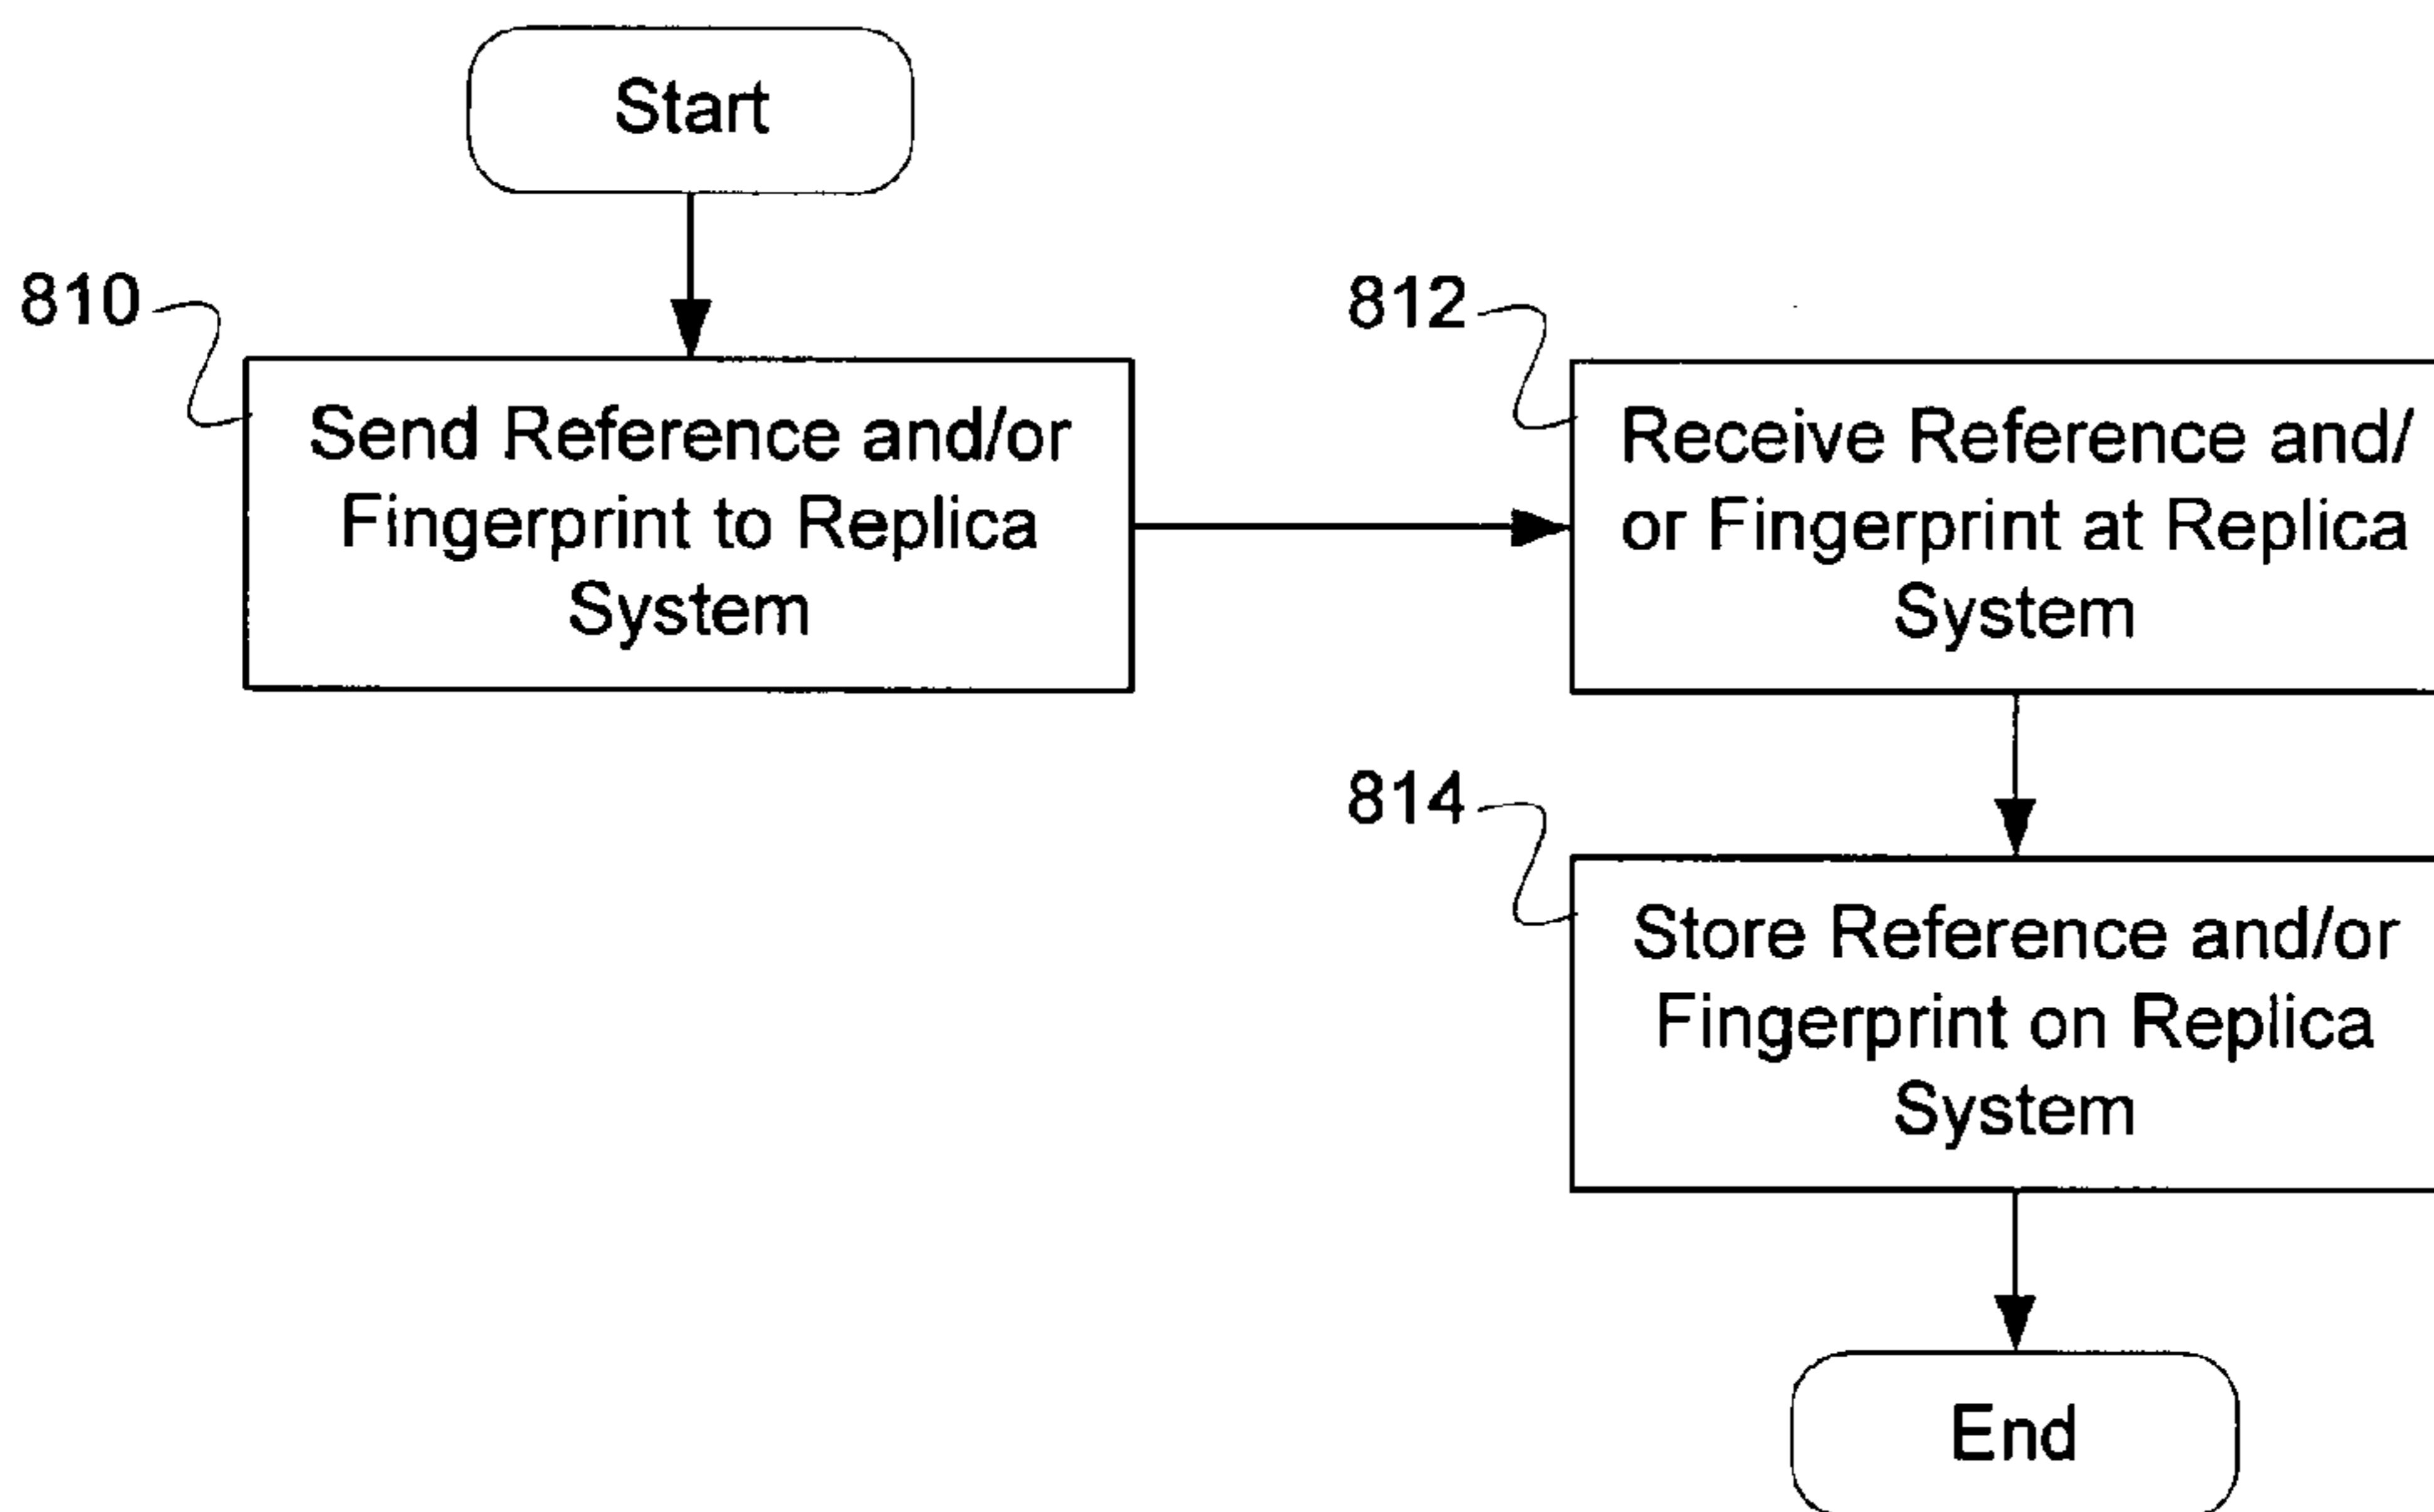 Start
810
Send Reference and/or
Fingerprint to Replica
System
812
Receive Reference and/
or Fingerprint at Replica
System
814
Store Reference and/or
Fingerprint on Replica
System
End